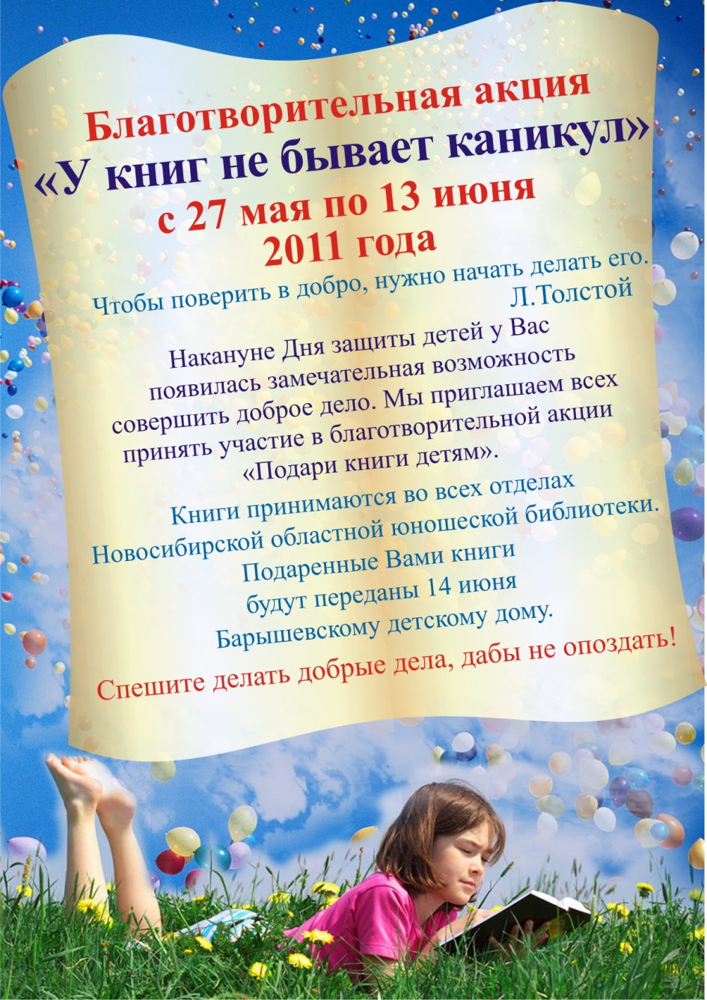 Благотворительная акция
«У книг не бывает каникул»
с 27 мая по 13 июня
2011 года
Чтобы поверить в добро, нужно начать делать его.
Л.Толстой
Накануне Дня защиты детей у Вас
появилась замечательная возможность
совершить доброе дело. Мы приглашаем всех
принять участие в благотворительной акции
«Подари книги детям».
Книги принимаются во всех отделах
Новосибирской областной юношеской библиотеки.
Подаренные Вами книги
будут переданы 14 июня
Барышевскому детскому дому.
Спешите делать добрые дела, дабы не опоздать!